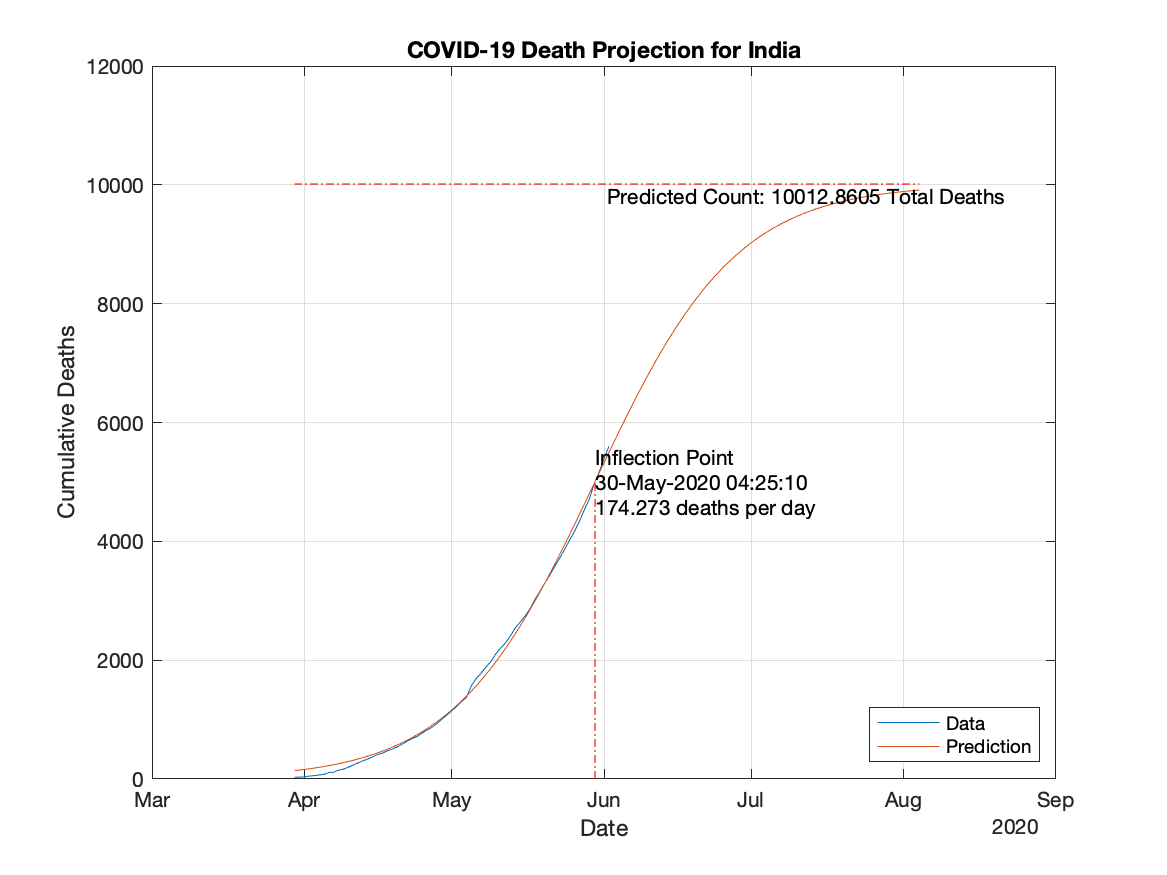 COVID-19 Death Projection for India
12000
10000
8000
6000
4000
2000
0
Cumulative Deaths
Predicted Count: 10012.8605 Total Deaths
Inflection Point
30-May-2020 04:25:10
174.273 deaths per day
Data
Prediction
Mar Apr May Jun Jul Aug Sep
Date
2020